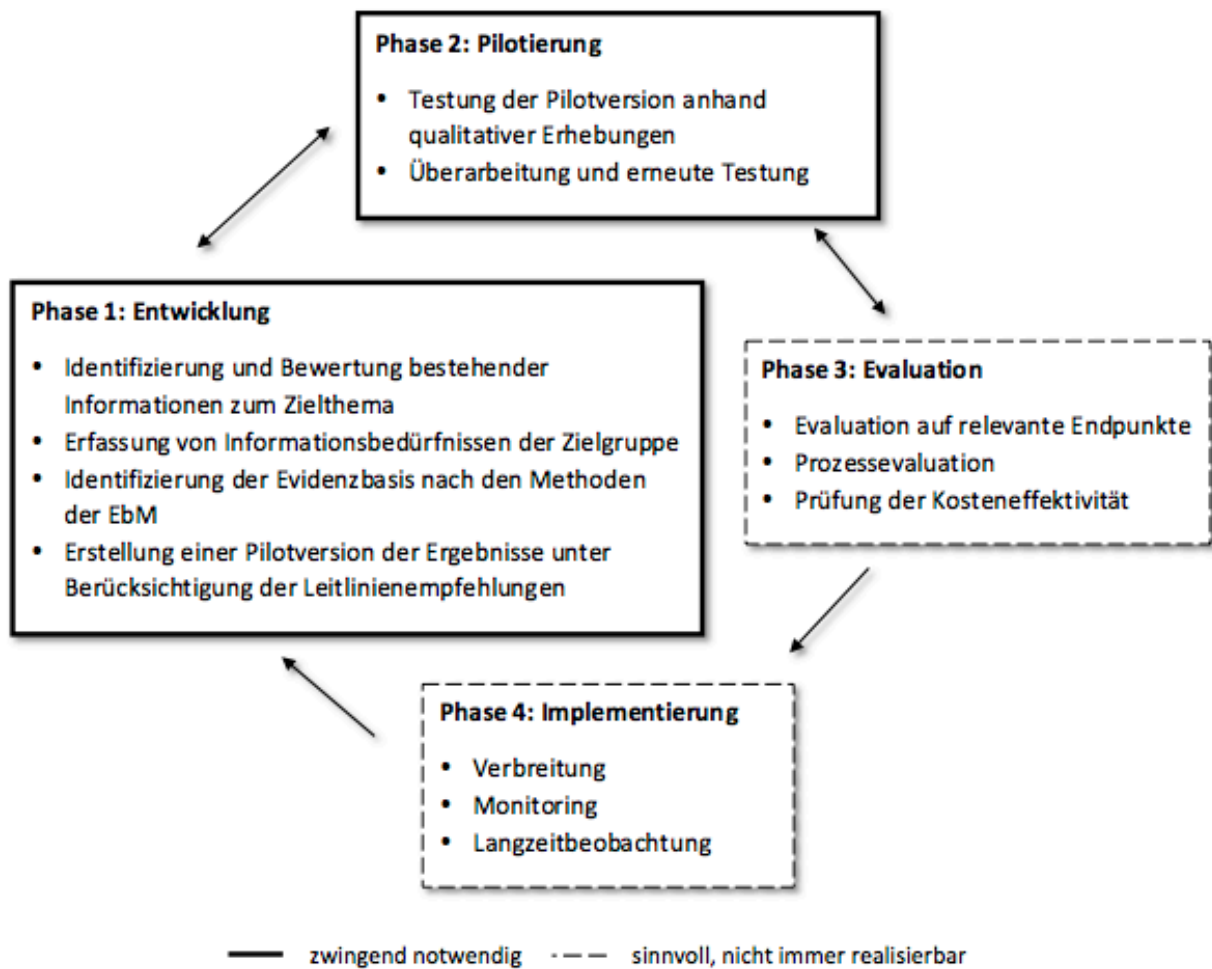 Phase 2: Pilotierung
• Testung der Pilotversion anhand
qualitativer Erhebungen
• Überarbeitung und erneute Testung
Phase 1: Entwicklung
• Identifizierung und Bewertung bestehender
Informationen zum Zielthema
• Erfassung von Informationsbedürfnissen der Zielgruppe
• Identifizierung der Evidenzbasis nach den Methoden
der EbM
• Erstellung einer Pilotversion der Ergebnisse unter
Berücksichtigung der Leitlinienempfehlungen
Phase 3: Evaluation
• Evaluation auf relevante Endpunkte
• Prozessevaluation
• Prüfung der Kosteneffektivität
Phase 4: Implementierung
• Verbreitung
• Monitoring
• Langzeitbeobachtung
zwingend notwendig
sinnvoll, nicht immer realisierbar